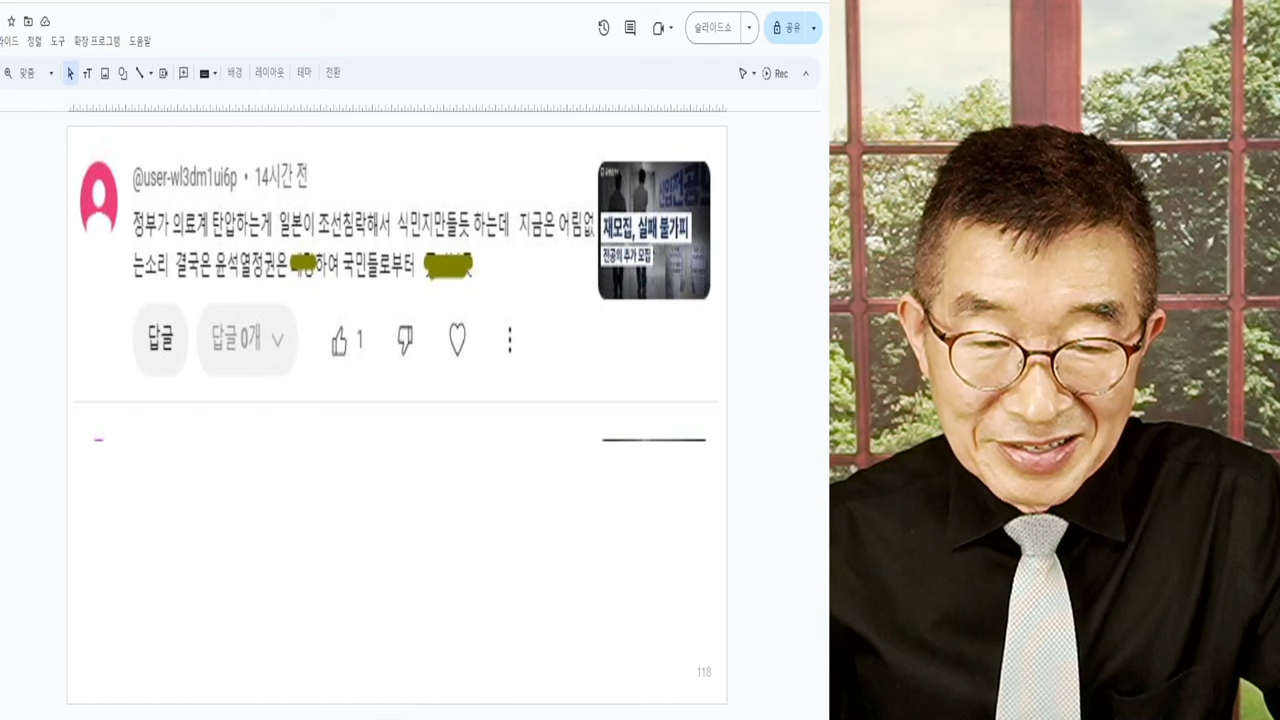 라이드 정렬 도구 확장 프로그램 도움말
슬라이드쇼
공유
맞춤
배경 레이아웃 테마 전환
Rec
@user-wl3dm1ui6p • 14시간 전
정부가 의료계 탄압하는게 일본이 조선침락해서 식민지만들듯 하는데 지금은 어림없
는소리 결국은 윤석열정권은 하여 국민들로부터
재모집, 실패 불가피
전공의 추가 모집
답글
답글 0개
1
118